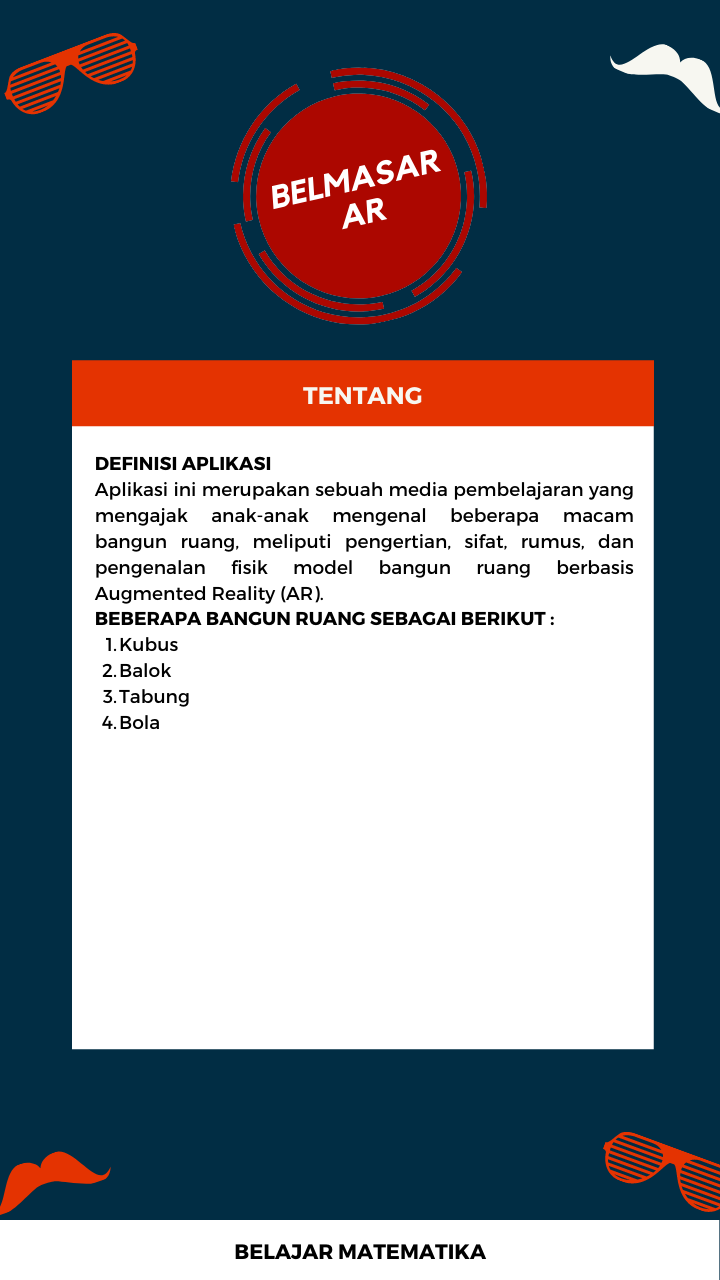 BELMASAR
AR
TENTANG
DEFINISI APLIKASI
Aplikasi ini merupakan sebuah media pembelajaran yang
mengajak anak-anak mengenal beberapa macam
bangun ruang, meliputi pengertian, sifat, rumus, dan
pengenalan fisik model bangun ruang berbasis
Augmented Reality (AR).
BEBERAPA BANGUN RUANG SEBAGAI BERIKUT :
1. Kubus
2. Balok
3. Tabung
4. Bola
BELAJAR MATEMATIKA